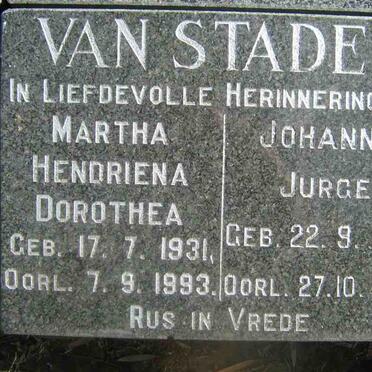 VAN STADE
IN LIEFDEVOLLE HERINNERING
MARTHA
HENDRIENA
DOROTHEA
GEB. 17. 7. 1931.
OORL. 7. 9. 1993.
JOHANN
JURGE
GEB. 22. 9.
OORL. 27.10.
RUS IN VREDE